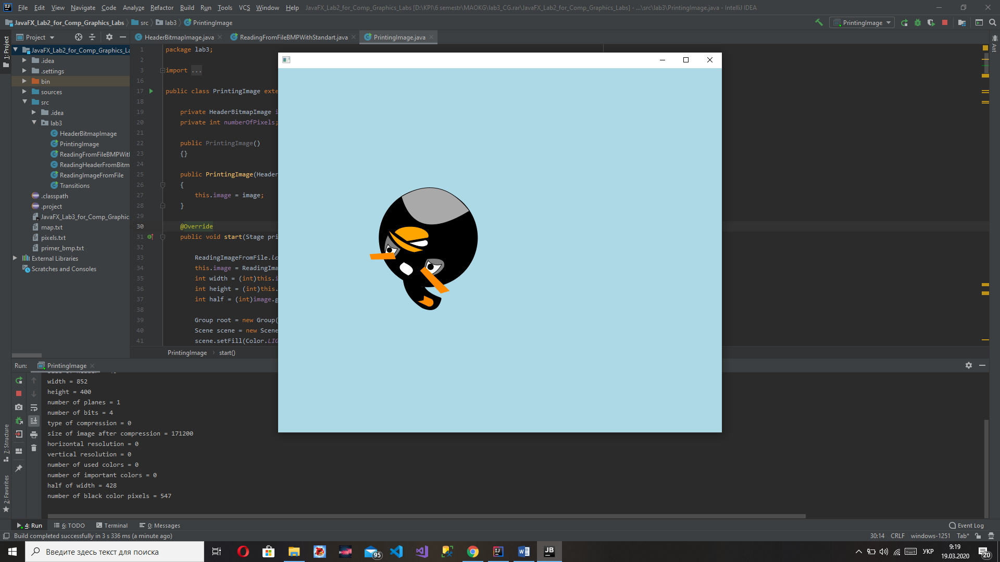 File Edit View Navigate Code Analyze Refactor Build Run Tools VCS Window Help JavaFX_Lab2_for_Comp_Graphics_Labs [D:\KPI\6 semestr\MAOKG\lab3_CG.rar\JavaFX_Lab2_for_Comp_Graphics_Labs] - ...\src\lab3\PrintingImage.java - IntelliJ IDEA
JavaFX_Lab2_for_Comp_Graphics_Labs src lab3 PrintingImage PrintingImage
Project HeaderBitmapImage.java ReadingFromFileBMPWithStandart.java PrintingImage.java
1: Project
Ant
JavaFX_Lab2_for_Comp_Graphics_La
.idea
.settings
bin
sources
src
.idea
lab3
HeaderBitmapImage
PrintingImage
ReadingFromFileBMPWitl
ReadingHeaderFromBitm
ReadingImageFromFile
Transitions
.classpath
.project
JavaFX_Lab3_for_Comp_Graphic
map.txt
pixels.txt
primer_bmp.txt
External Libraries
Scratches and Consoles
1 package lab3;
2
3 import ...
16
17 public class PrintingImage exte
18
19 private HeaderBitmapImage i
20 private int numberOfPixels;
21
22 public PrintingImage()
23 {}
24
25 public PrintingImage(Header
26 {
27 this.image = image;
28 }
29
30 @Override
31 public void start(Stage pri
32
33 ReadingImageFromFile.lo
34 this.image = ReadingIma
35 int width = (int)this.i
36 int height = (int)this.
37 int half = (int)image.g
38
39 Group root = new Group(
40 Scene scene = new Scene
41 scene.setFill(Color.LIG
PrintingImage start()
Run: PrintingImage
width = 852
height = 400
number of planes = 1
number of bits = 4
type of compression = 0
size of image after compression = 171200
horizontal resolution = 0
vertical resolution = 0
number of used colors = 0
number of important colors = 0
half of width = 428
number of black color pixels = 547
7: Structure
2: Favorites
4: Run 6: TODO Terminal 0: Messages Event Log
Build completed successfully in 3 s 336 ms (a minute ago) 30:14 CRLF windows-1251 Tab*
Введите здесь текст для поиска 95 JB УКР 9:19
19.03.2020 20